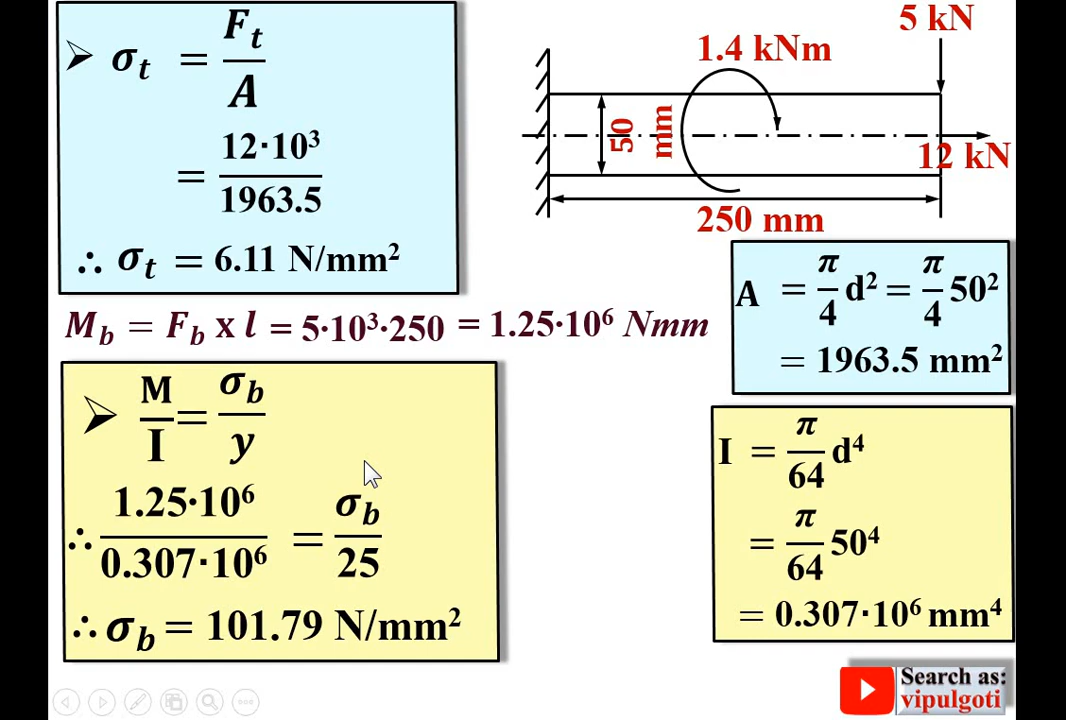 ➤ σt = Ft/A
= 12·10³/1963.5
∴ σt = 6.11 N/mm²
5 kN
1.4 kNm
50 mm
12 kN
250 mm
A = π/4 d² = π/4 50²
= 1963.5 mm²
Mb = Fb x l = 5·10³·250 = 1.25·10⁶ Nmm
➤ M/I = σb/y
∴ 1.25·10⁶/0.307·10⁶ = σb/25
∴ σb = 101.79 N/mm²
I = π/64 d⁴
= π/64 50⁴
= 0.307·10⁶ mm⁴
Search as:
vipulgoti